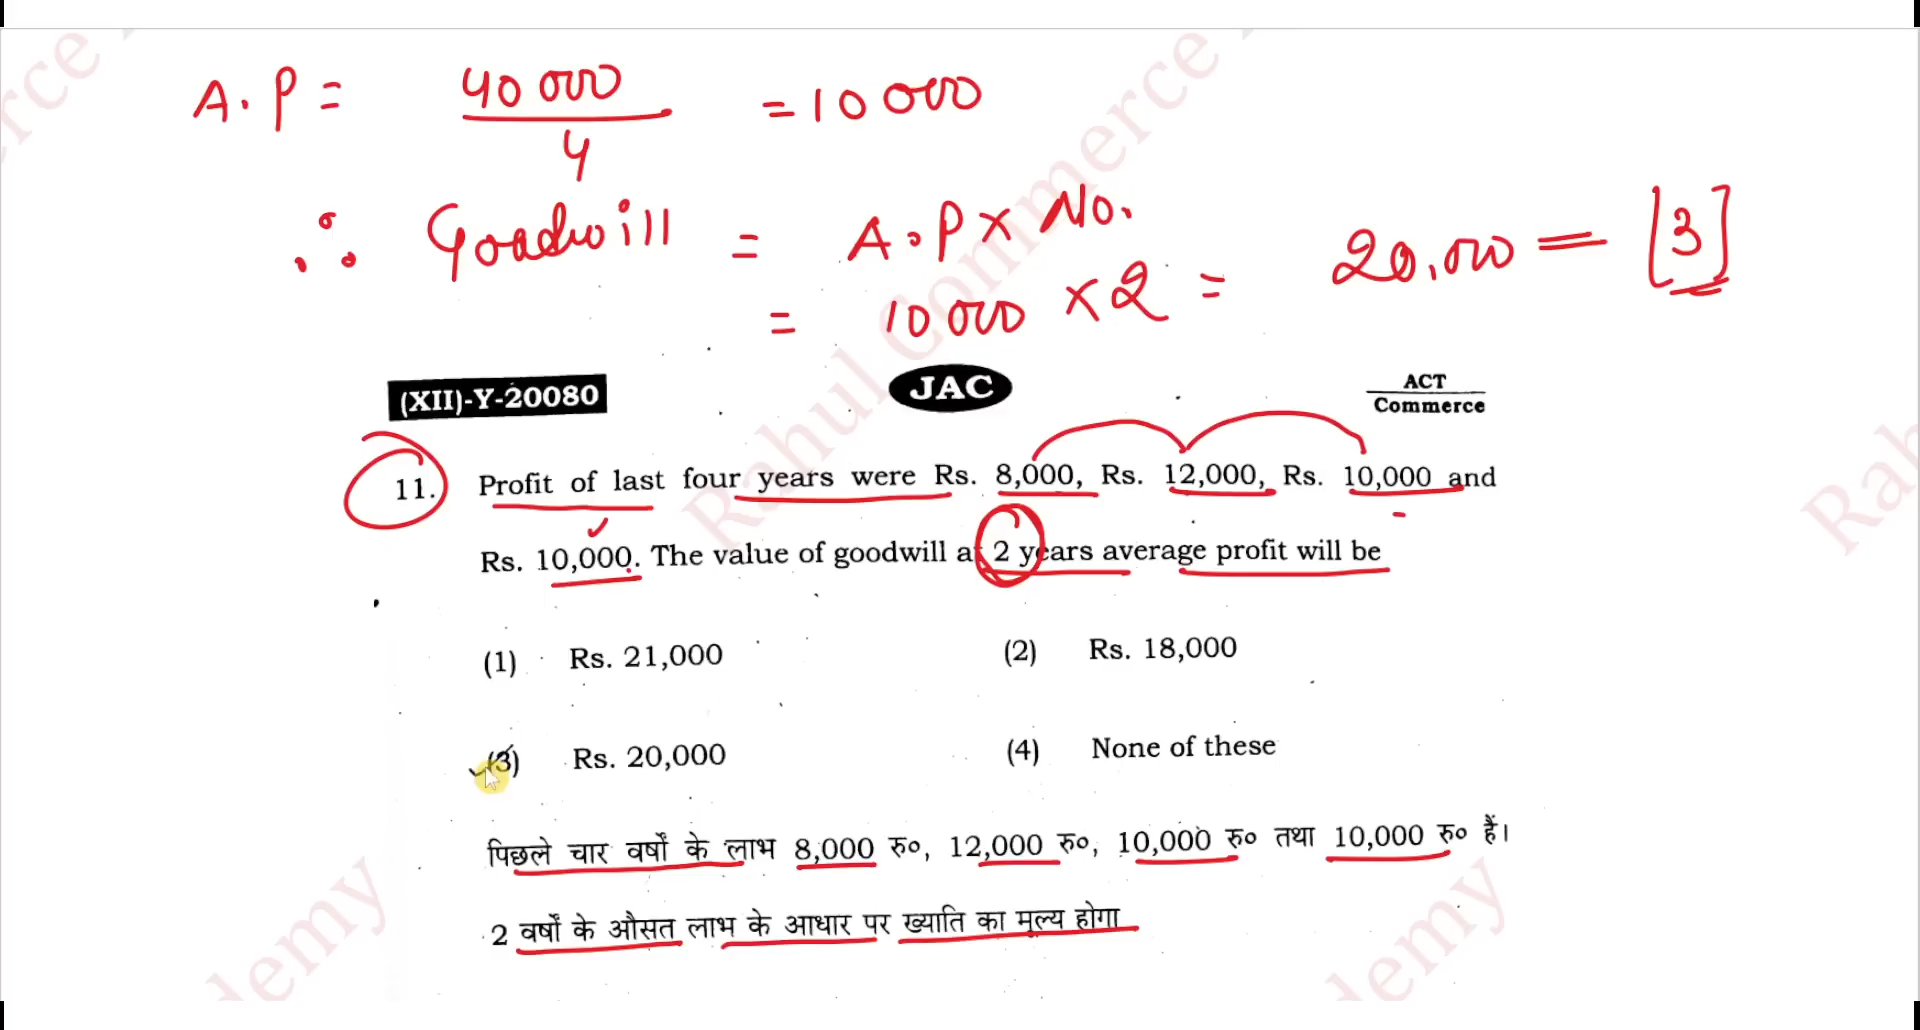 A.P = 40000 / 4 = 10000
∴ Goodwill = A.P × No.
= 10000 × 2 = 20,000 = [3]
(XII)-Y-20080 JAC ACT Commerce
11. Profit of last four years were Rs. 8,000, Rs. 12,000, Rs. 10,000 and
Rs. 10,000. The value of goodwill a 2 years average profit will be
(1) Rs. 21,000 (2) Rs. 18,000
(3) Rs. 20,000 (4) None of these
पिछले चार वर्षों के लाभ 8,000 रु०, 12,000 रु०, 10,000 रु० तथा 10,000 रु० हैं।
2 वर्षों के औसत लाभ के आधार पर ख्याति का मूल्य होगा
Rahul Commerce